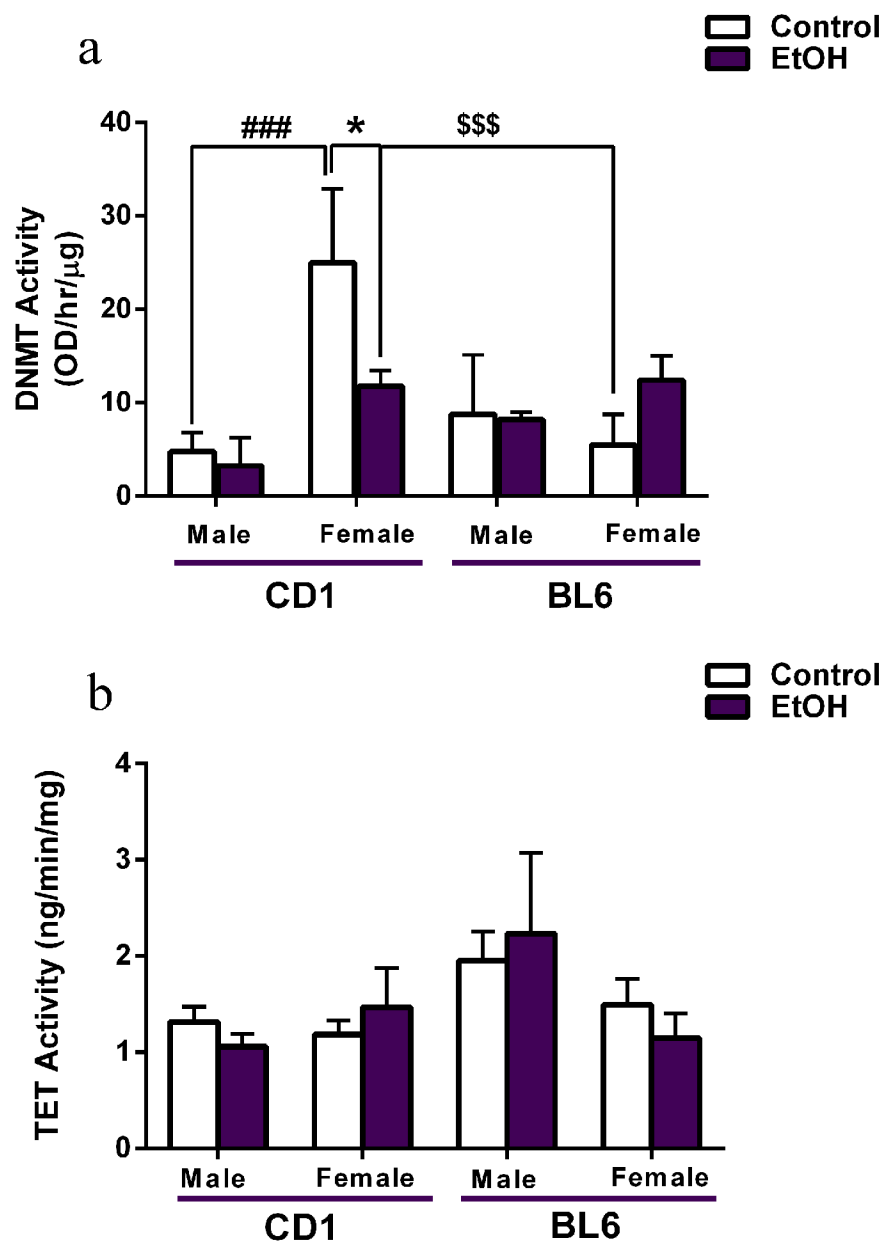 a
Control
EtOH
### * $$$
40
30
20
10
0
DNMT Activity
(OD/hr/µg)
Male Female Male Female
CD1 BL6
b
Control
EtOH
4
3
2
1
0
TET Activity (ng/min/mg)
Male Female Male Female
CD1 BL6